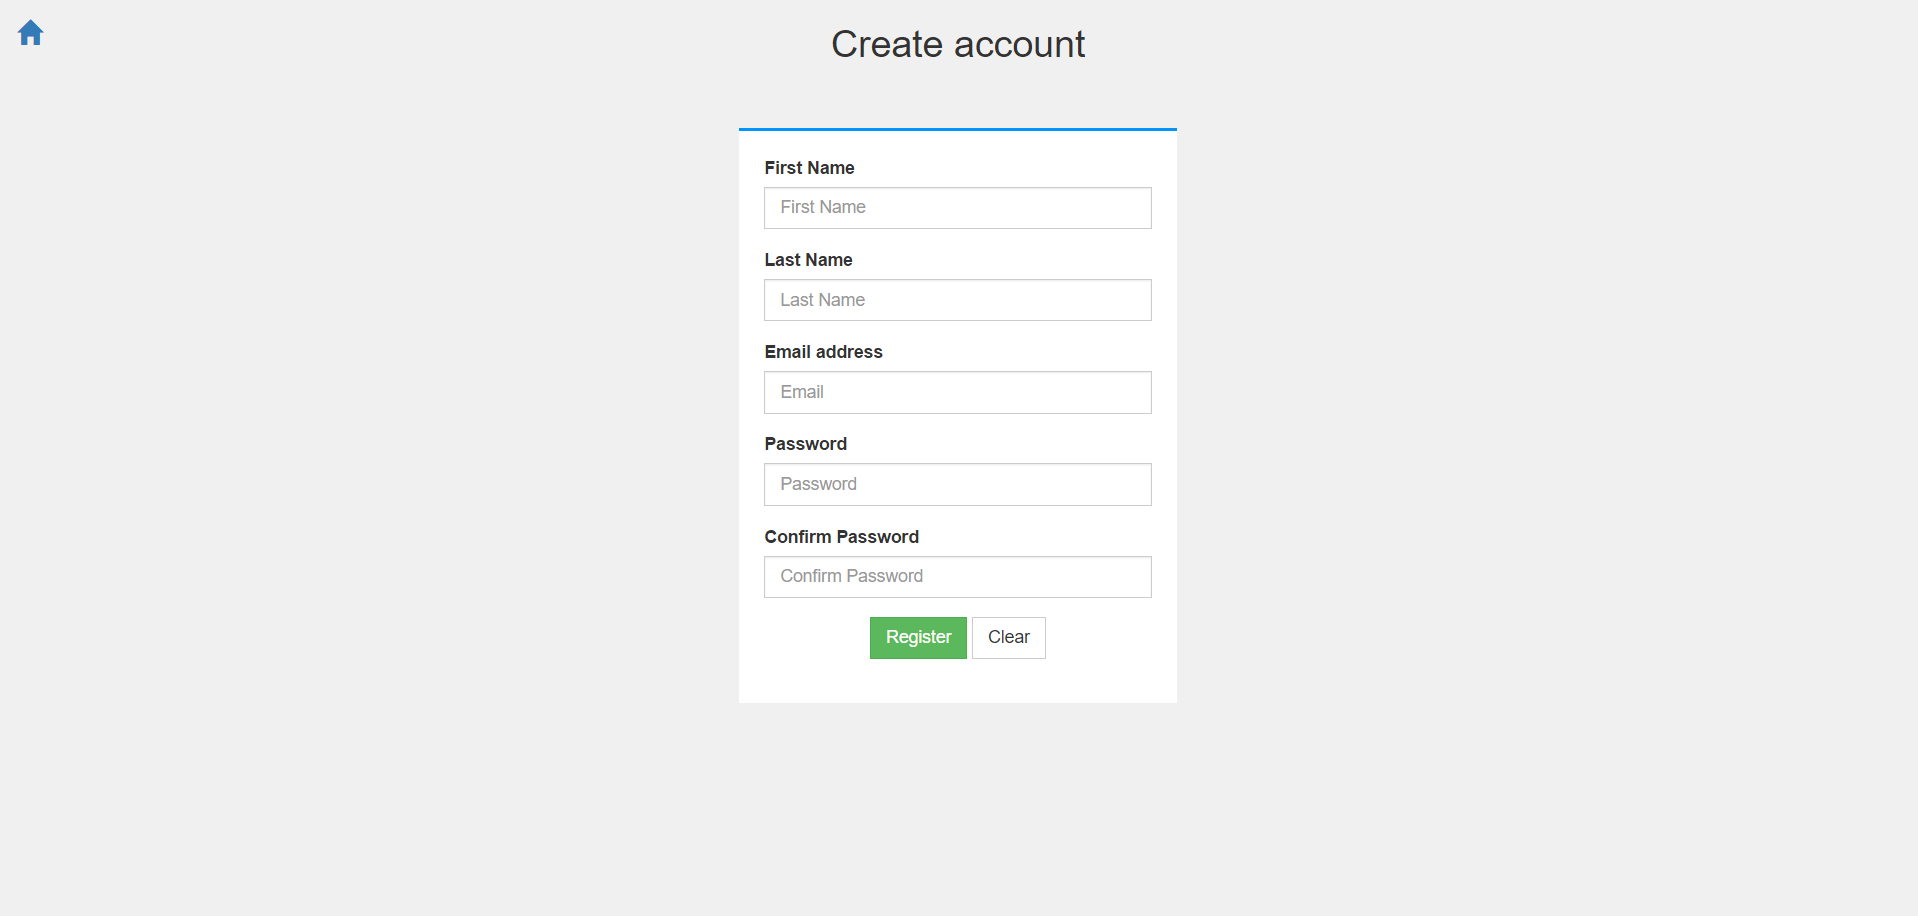 Create account
First Name
First Name
Last Name
Last Name
Email address
Email
Password
Password
Confirm Password
Confirm Password
Register Clear